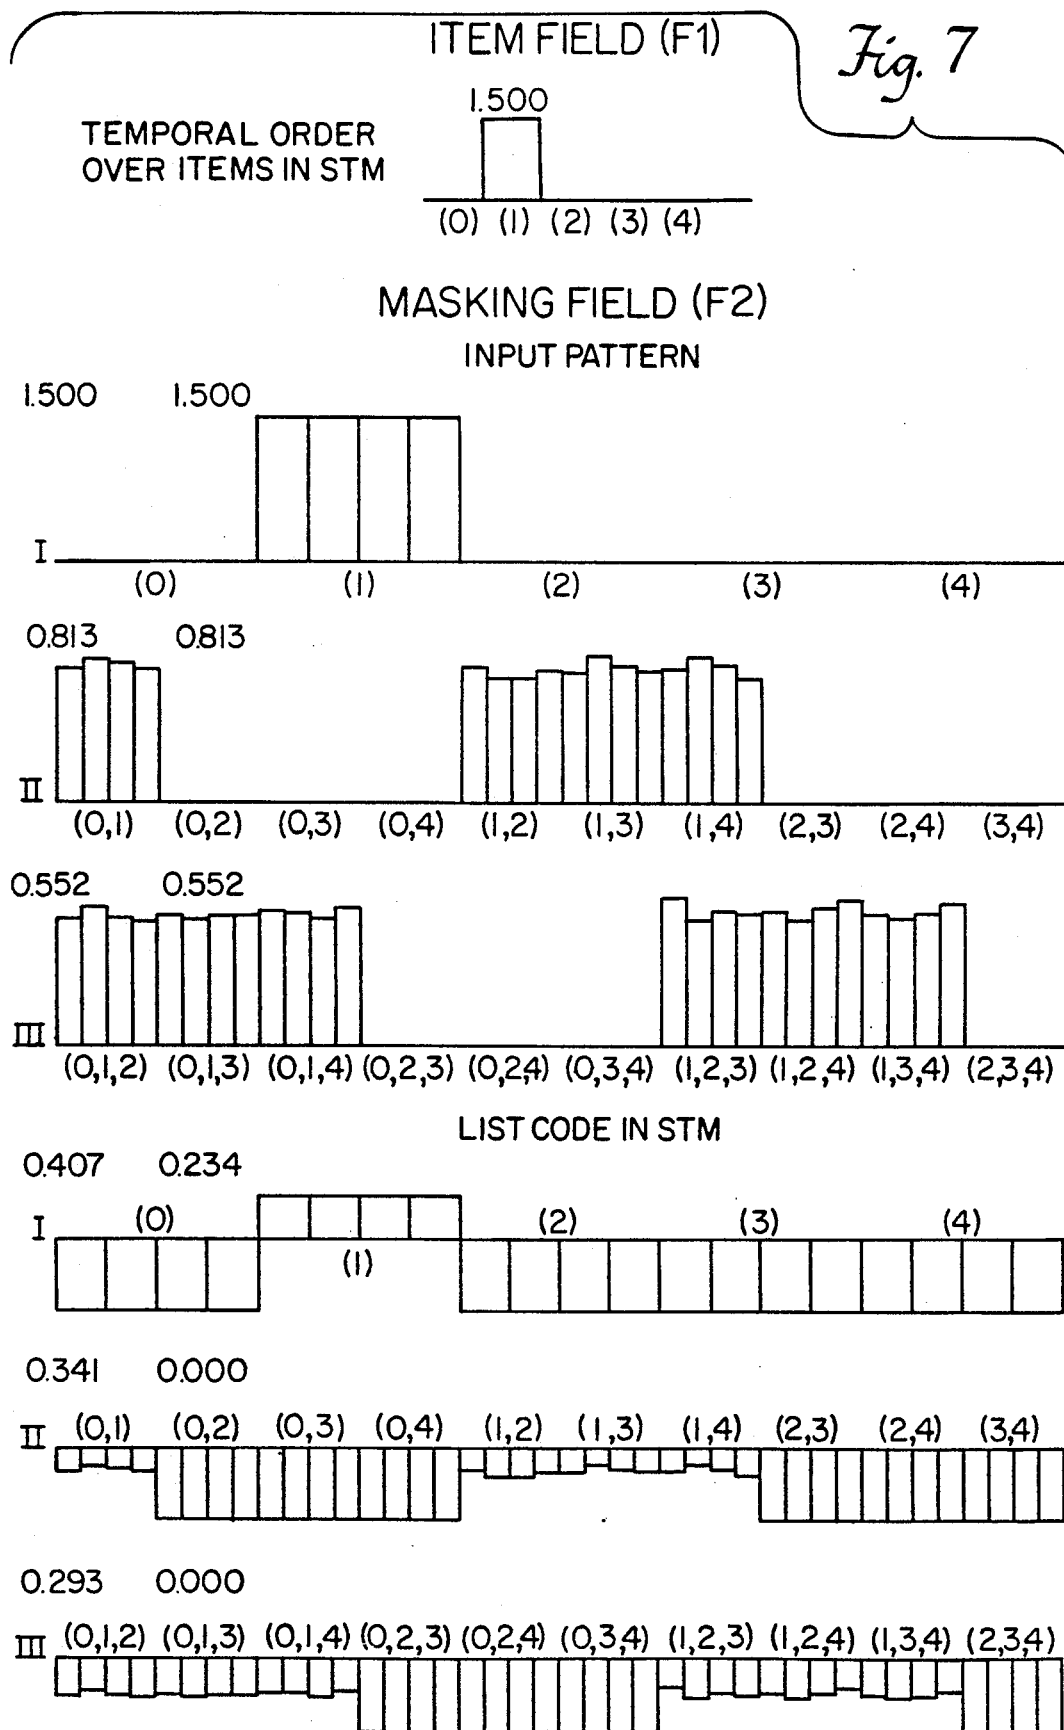 ITEM FIELD (F1)
Fig. 7
1.500
TEMPORAL ORDER
OVER ITEMS IN STM
(0) (1) (2) (3) (4)
MASKING FIELD (F2)
INPUT PATTERN
1.500 1.500
I
(0) (1) (2) (3) (4)
0.813 0.813
II
(0,1) (0,2) (0,3) (0,4) (1,2) (1,3) (1,4) (2,3) (2,4) (3,4)
0.552 0.552
III
(0,1,2) (0,1,3) (0,1,4) (0,2,3) (0,2,4) (0,3,4) (1,2,3) (1,2,4) (1,3,4) (2,3,4)
LIST CODE IN STM
0.407 0.234
I (0) (1) (2) (3) (4)
0.341 0.000
II (0,1) (0,2) (0,3) (0,4) (1,2) (1,3) (1,4) (2,3) (2,4) (3,4)
0.293 0.000
III (0,1,2) (0,1,3) (0,1,4) (0,2,3) (0,2,4) (0,3,4) (1,2,3) (1,2,4) (1,3,4) (2,3,4)